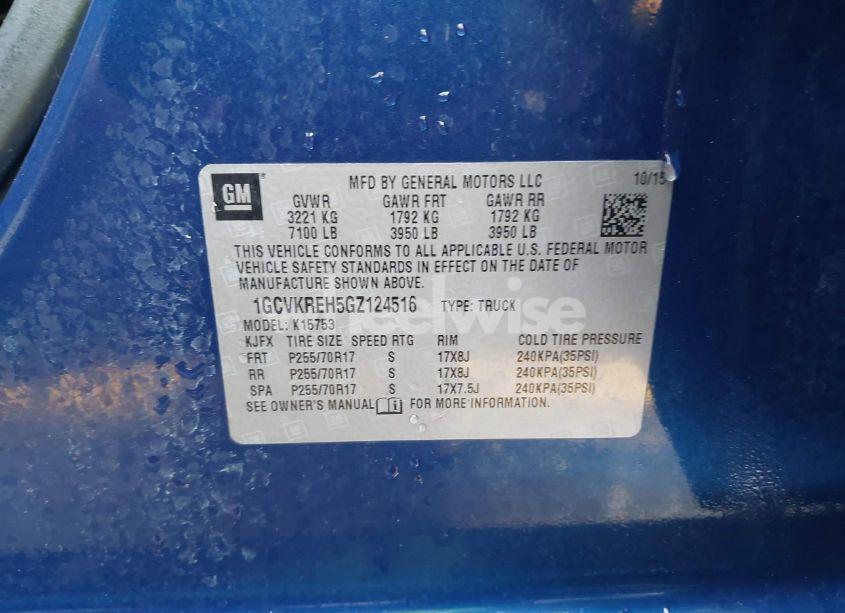 GM ® MFD BY GENERAL MOTORS LLC 10/15
GVWR GAWR FRT GAWR RR
3221 KG 1792 KG 1792 KG
7100 LB 3950 LB 3950 LB
THIS VEHICLE CONFORMS TO ALL APPLICABLE U.S. FEDERAL MOTOR
VEHICLE SAFETY STANDARDS IN EFFECT ON THE DATE OF
MANUFACTURE SHOWN ABOVE.
1GCVKREH5GZ124516 TYPE: TRUCK
MODEL: K15753
KJFX TIRE SIZE SPEED RTG RIM COLD TIRE PRESSURE
FRT P255/70R17 S 17X8J 240KPA(35PSI)
RR P255/70R17 S 17X8J 240KPA(35PSI)
SPA P255/70R17 S 17X7.5J 240KPA(35PSI)
SEE OWNER'S MANUAL FOR MORE INFORMATION.